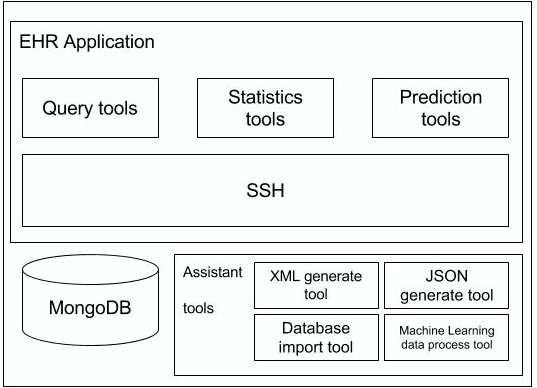 EHR Application
Query tools
Statistics
tools
Prediction
tools
SSH
MongoDB
Assistant
tools
XML generate
tool
JSON
generate tool
Database
import tool
Machine Learning
data process tool